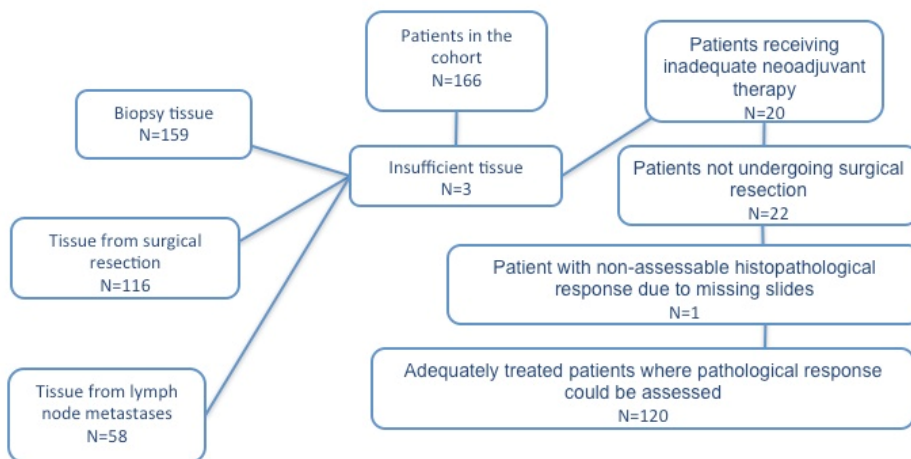 Patients in the
cohort
N=166
Patients receiving
inadequate neoadjuvant
therapy
N=20
Biopsy tissue
N=159
Insufficient tissue
N=3
Patients not undergoing surgical
resection
N=22
Tissue from surgical
resection
N=116
Patient with non-assessable histopathological
response due to missing slides
N=1
Tissue from lymph
node metastases
N=58
Adequately treated patients where pathological response
could be assessed
N=120